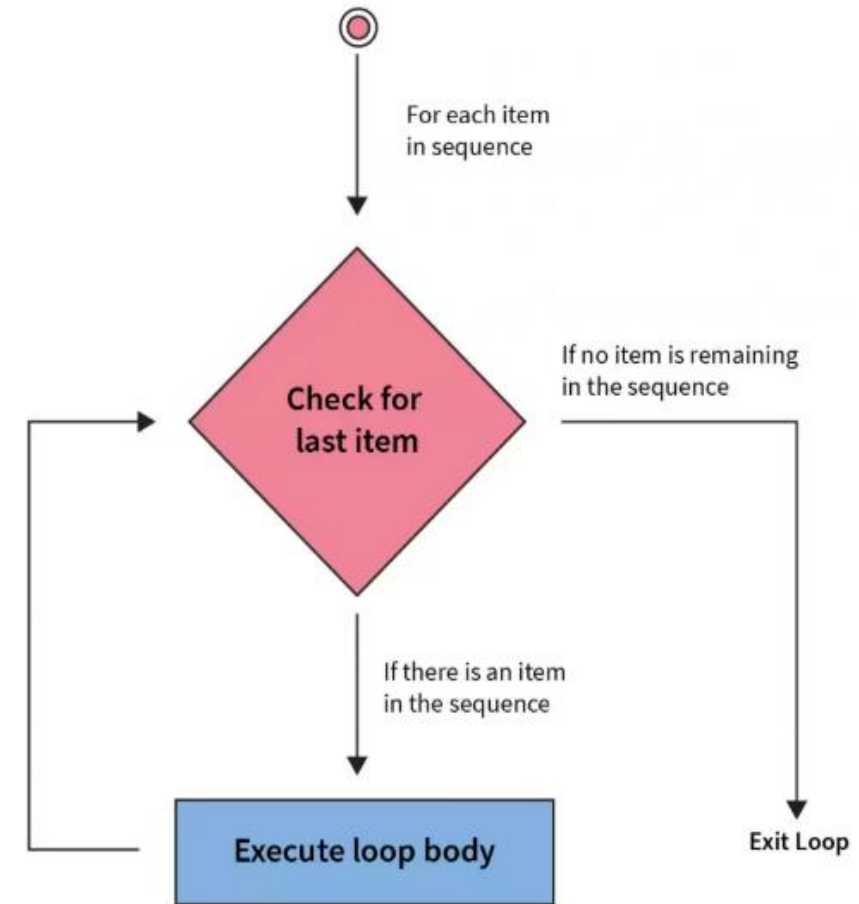 For each item
in sequence
Check for
last item
If no item is remaining
in the sequence
If there is an item
in the sequence
Execute loop body
Exit Loop